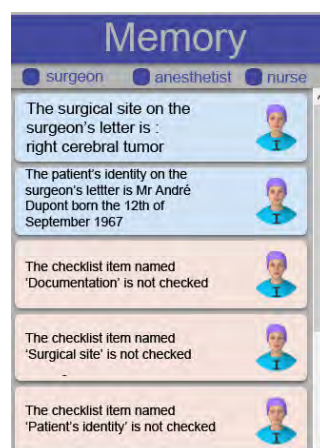 Memory
surgeon anesthetist nurse
The surgical site on the
surgeon's letter is :
right cerebral tumor
The patient's identity on the
surgeon's lettter is Mr André
Dupont born the 12th of
September 1967
The checklist item named
'Documentation' is not checked
The checklist item named
'Surgical site' is not checked
The checklist item named
'Patient's identity' is not checked